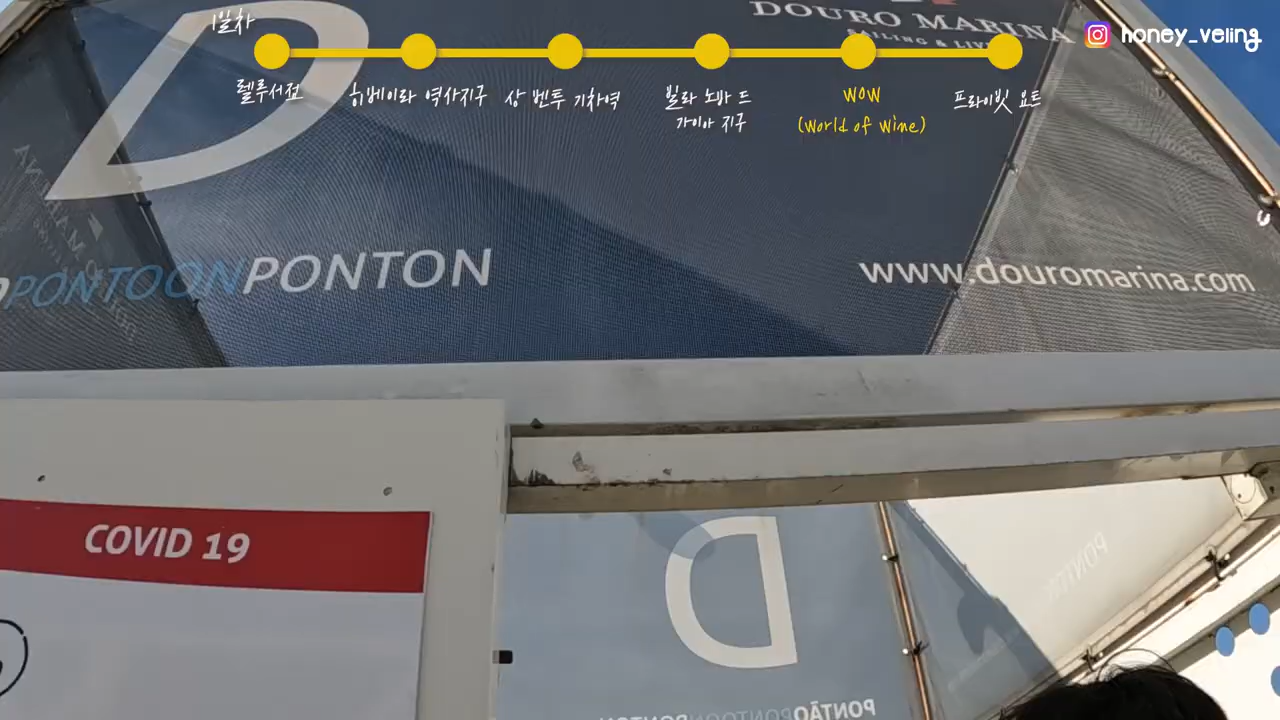 1일차
honey_veling
렐루서점
히베이라 역사지구
상 벤투 기차역
빌라 노바 드
가이아 지구
WOW
(World of Wine)
프라이빗 요트
D
DOURO MARINA
PONTOONPONTON
www.douromarina.com
COVID 19
D
PONTÃOPONTOONPONTON